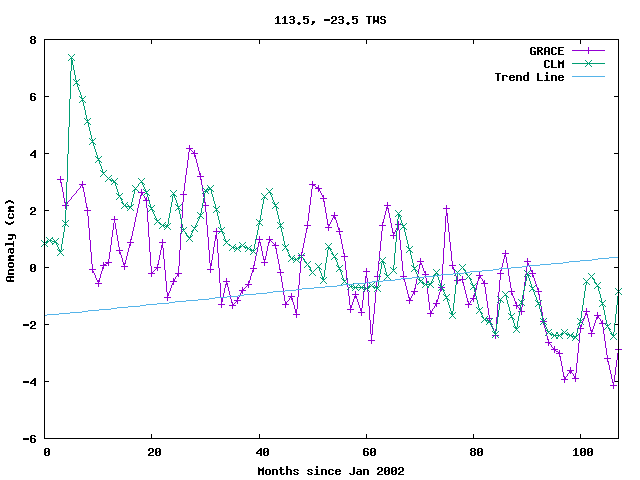 113.5, -23.5 TWS
GRACE
CLM
Trend Line
8
6
4
2
0
-2
-4
-6
Anomaly (cm)
0 20 40 60 80 100
Months since Jan 2002